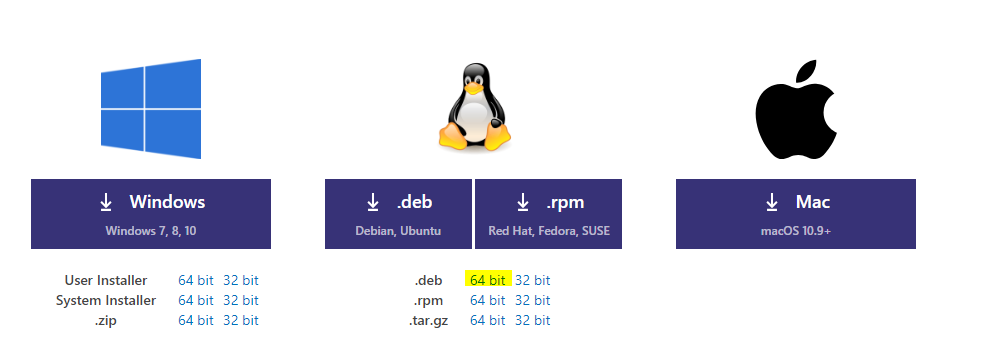 Windows
Windows 7, 8, 10
.deb
Debian, Ubuntu
.rpm
Red Hat, Fedora, SUSE
Mac
macOS 10.9+
User Installer 64 bit 32 bit
System Installer 64 bit 32 bit
.zip 64 bit 32 bit
.deb 64 bit 32 bit
.rpm 64 bit 32 bit
.tar.gz 64 bit 32 bit